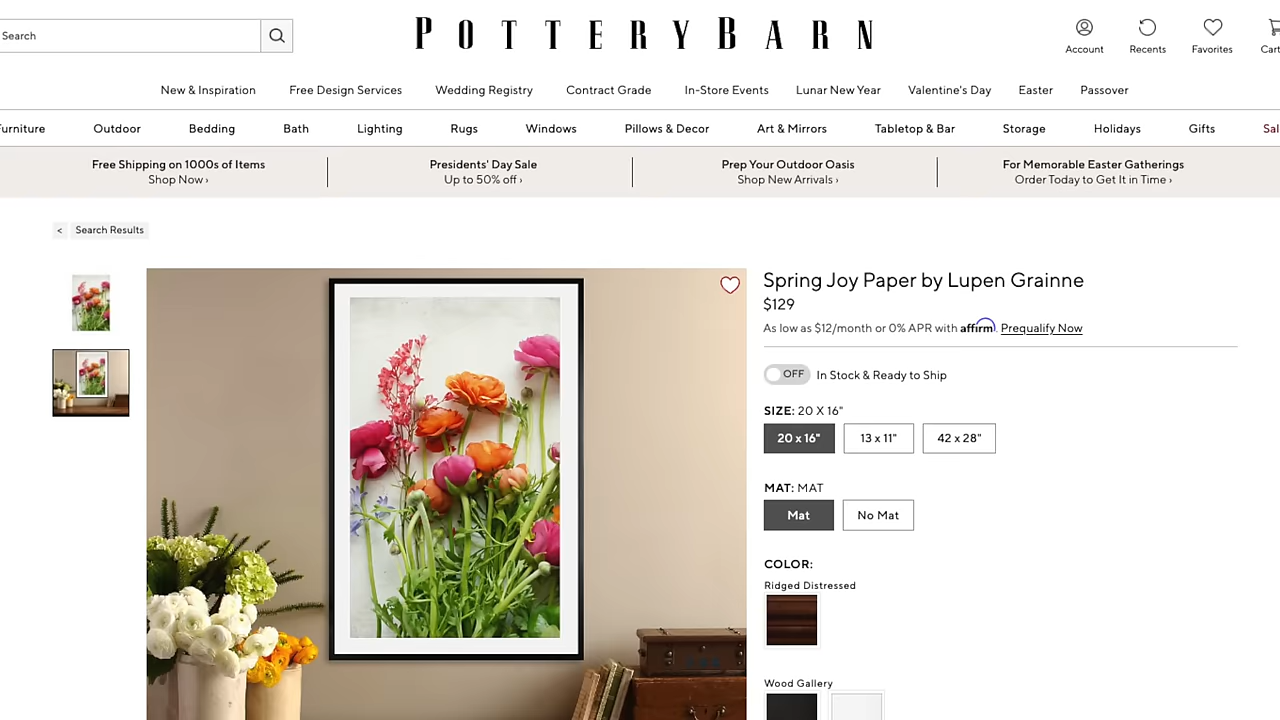 Search
POTTERY BARN
Account
Recents
Favorites
Cart
New & Inspiration
Free Design Services
Wedding Registry
Contract Grade
In-Store Events
Lunar New Year
Valentine's Day
Easter
Passover
Furniture
Outdoor
Bedding
Bath
Lighting
Rugs
Windows
Pillows & Decor
Art & Mirrors
Tabletop & Bar
Storage
Holidays
Gifts
Sal
Free Shipping on 1000s of Items
Shop Now ›
Presidents' Day Sale
Up to 50% off ›
Prep Your Outdoor Oasis
Shop New Arrivals ›
For Memorable Easter Gatherings
Order Today to Get It in Time ›
< Search Results
Spring Joy Paper by Lupen Grainne
$129
As low as $12/month or 0% APR with affirm. Prequalify Now
OFF In Stock & Ready to Ship
SIZE: 20 X 16"
20 x 16" 13 x 11" 42 x 28"
MAT: MAT
Mat No Mat
COLOR:
Ridged Distressed
Wood Gallery